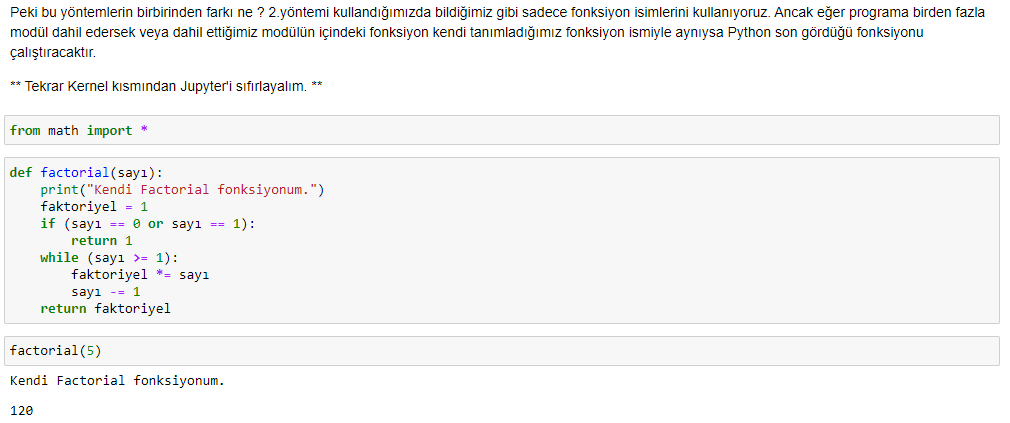 Peki bu yöntemlerin birbirinden farkı ne ? 2.yöntemi kullandığımızda bildiğimiz gibi sadece fonksiyon isimlerini kullanıyoruz. Ancak eğer programa birden fazla
modül dahil edersek veya dahil ettiğimiz modülün içindeki fonksiyon kendi tanımladığımız fonksiyon ismiyle aynıysa Python son gördüğü fonksiyonu
çalıştıracaktır.
** Tekrar Kernel kısmından Jupyter'i sıfırlayalım. **
from math import *
def factorial(sayı):
    print("Kendi Factorial fonksiyonum.")
    faktoriyel = 1
    if (sayı == 0 or sayı == 1):
        return 1
    while (sayı >= 1):
        faktoriyel *= sayı
        sayı -= 1
    return faktoriyel
factorial(5)
Kendi Factorial fonksiyonum.
120